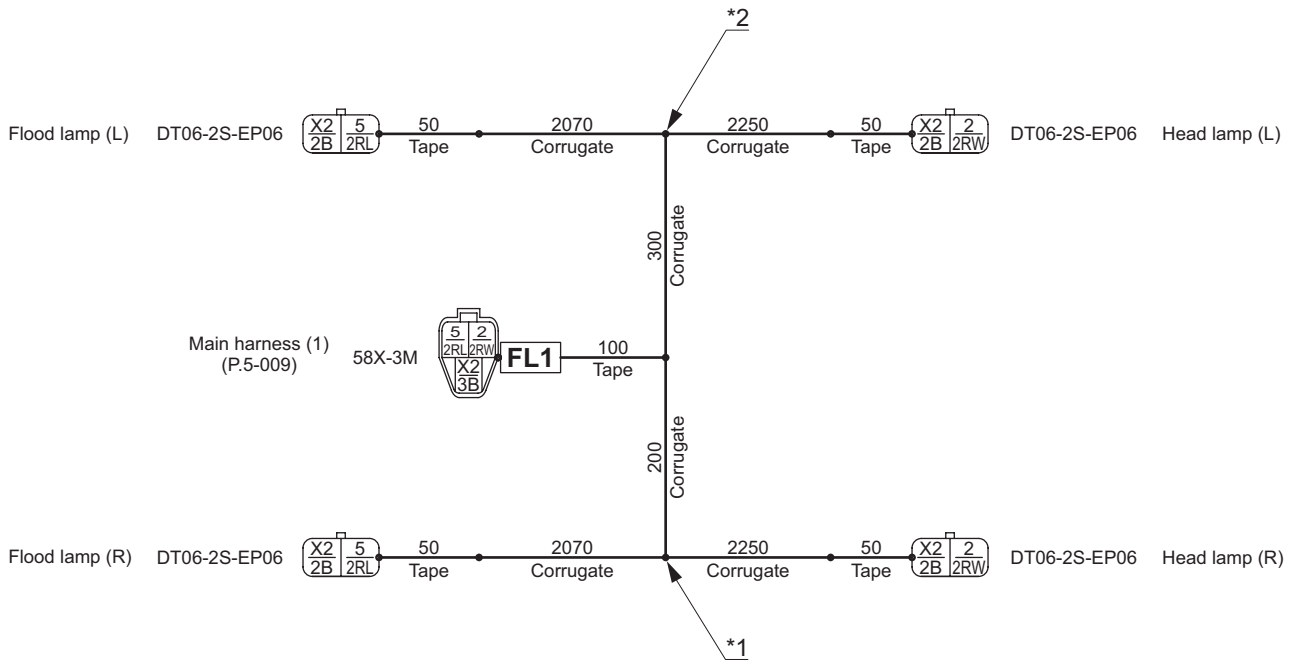 *2
Flood lamp (L) DT06-2S-EP06 X2 5 50 2070 2250 50 X2 2 DT06-2S-EP06 Head lamp (L)
2B 2RL Tape Corrugate Corrugate Tape 2B 2RW
300 Corrugate
Main harness (1)
(P.5-009)
58X-3M
5 2
2RL 2RW
X2
3B
FL1
100
Tape
200 Corrugate
Flood lamp (R) DT06-2S-EP06 X2 5 50 2070 2250 50 X2 2 DT06-2S-EP06 Head lamp (R)
2B 2RL Tape Corrugate Corrugate Tape 2B 2RW
*1